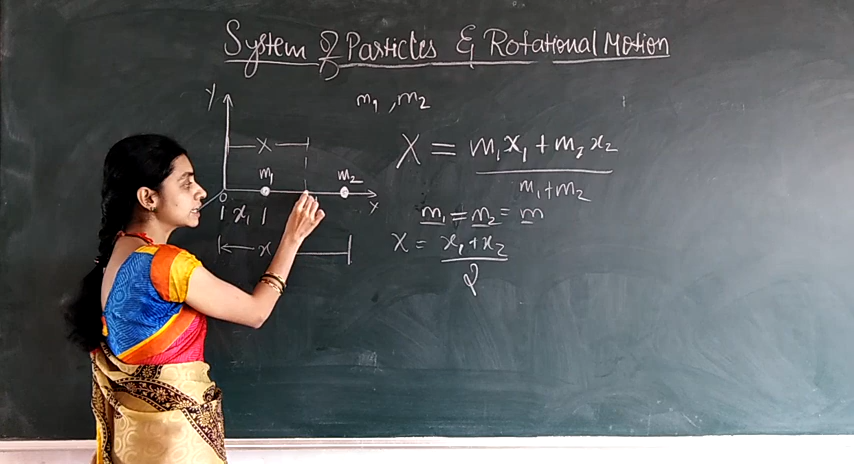 System of Particles & Rotational Motion
m₁, m₂
Y
X
m₁ m₂
O
X
x₁
x
X = m₁x₁ + m₂x₂
m₁+m₂
m₁ = m₂ = m
X = x₁+x₂
2